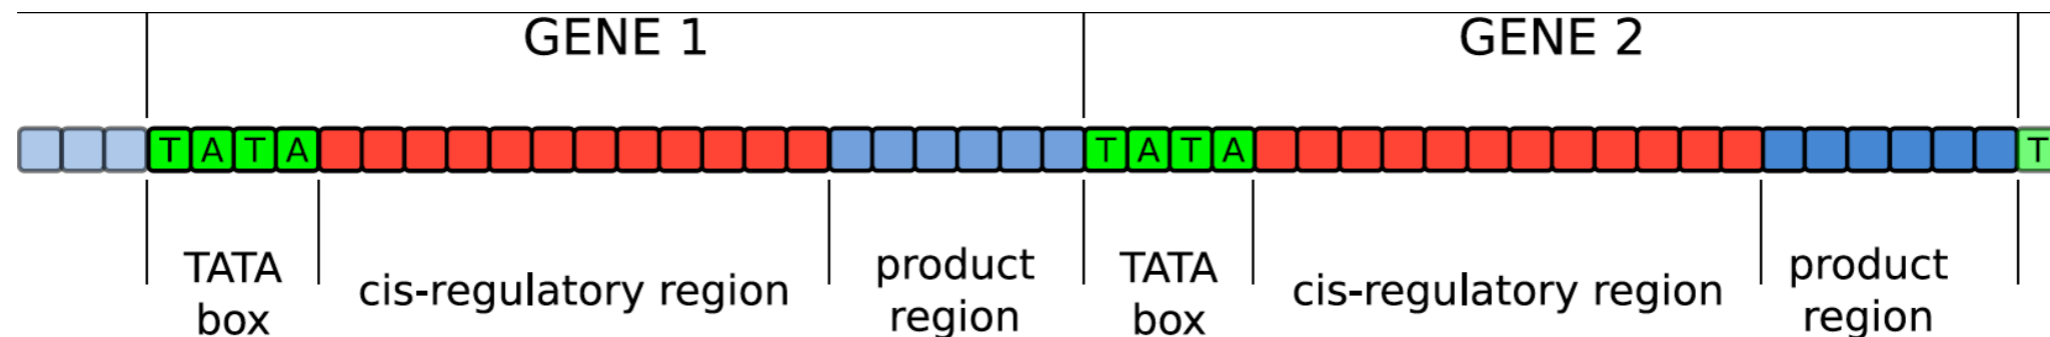 GENE 1 GENE 2
T A T A T A T A T
TATA box cis-regulatory region product region TATA box cis-regulatory region product region